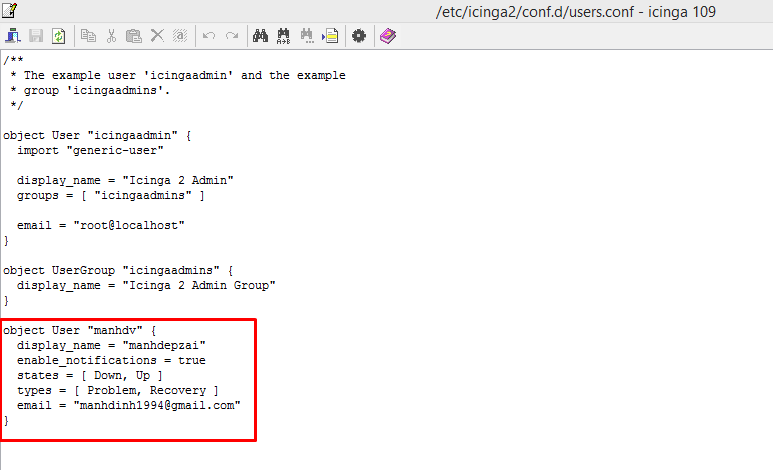 /etc/icinga2/conf.d/users.conf - icinga 109
/**
 * The example user 'icingaadmin' and the example
 * group 'icingaadmins'.
 */
object User "icingaadmin" {
  import "generic-user"
  display_name = "Icinga 2 Admin"
  groups = [ "icingaadmins" ]
  email = "root@localhost"
}
object UserGroup "icingaadmins" {
  display_name = "Icinga 2 Admin Group"
}
object User "manhdv" {
  display_name = "manhdepzai"
  enable_notifications = true
  states = [ Down, Up ]
  types = [ Problem, Recovery ]
  email = "manhdinh1994@gmail.com"
}